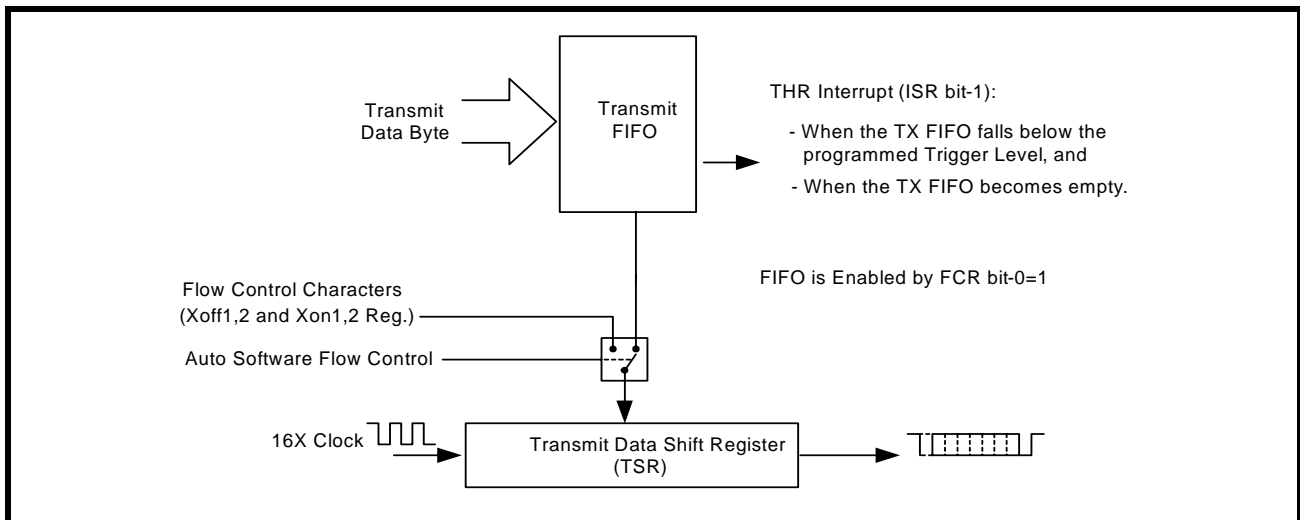 Transmit
Data Byte
Transmit
FIFO
THR Interrupt (ISR bit-1):
- When the TX FIFO falls below the
programmed Trigger Level, and
- When the TX FIFO becomes empty.
FIFO is Enabled by FCR bit-0=1
Flow Control Characters
(Xoff1,2 and Xon1,2 Reg.)
Auto Software Flow Control
16X Clock
Transmit Data Shift Register
(TSR)